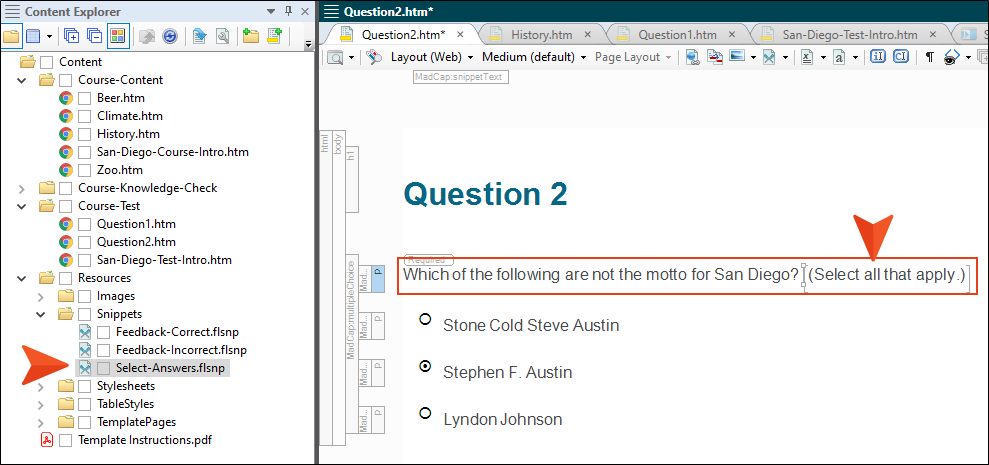 Content Explorer
Content
Course-Content
Beer.htm
Climate.htm
History.htm
San-Diego-Course-Intro.htm
Zoo.htm
Course-Knowledge-Check
Course-Test
Question1.htm
Question2.htm
San-Diego-Test-Intro.htm
Resources
Images
Snippets
Feedback-Correct.flsnp
Feedback-Incorrect.flsnp
Select-Answers.flsnp
Stylesheets
TableStyles
TemplatePages
Template Instructions.pdf
Question2.htm*
Question2.htm* History.htm Question1.htm San-Diego-Test-Intro.htm
Layout (Web) Medium (default) Page Layout
MadCap:snippetText
html
body
h1
Question 2
Required
MadCap:multipleChoice
Mad... p
Which of the following are not the motto for San Diego? (Select all that apply.)
Mad... p
Stone Cold Steve Austin
Mad... p
Stephen F. Austin
Mad... p
Lyndon Johnson